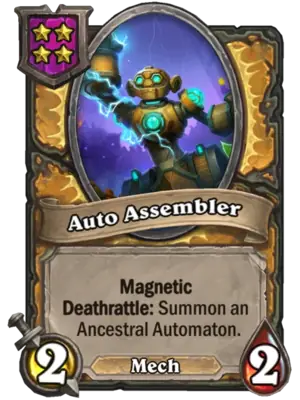 Auto Assembler
Magnetic
Deathrattle: Summon an
Ancestral Automaton.
2
Mech
2